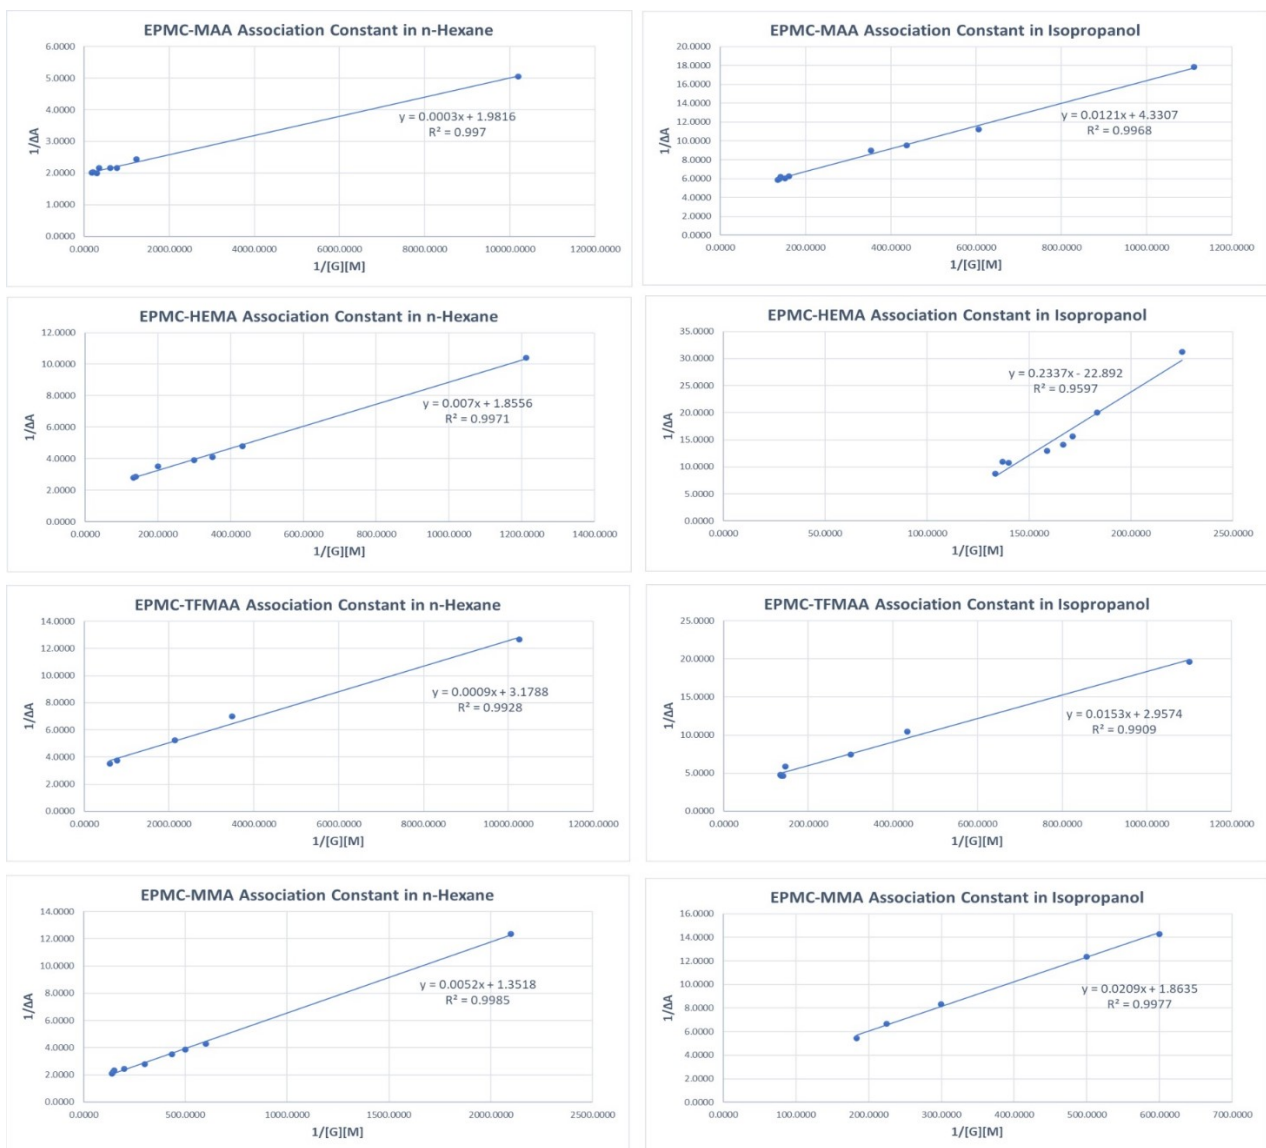 EPMC-MAA Association Constant in n-Hexane
6.0000
5.0000
4.0000
3.0000
2.0000
1.0000
0.0000
1/ΔA
y = 0.0003x + 1.9816
R² = 0.997
0.0000 2000.0000 4000.0000 6000.0000 8000.0000 10000.0000 12000.0000
1/[G][M]
EPMC-MAA Association Constant in Isopropanol
20.0000
18.0000
16.0000
14.0000
12.0000
10.0000
8.0000
6.0000
4.0000
2.0000
0.0000
1/ΔA
y = 0.0121x + 4.3307
R² = 0.9968
0.0000 200.0000 400.0000 600.0000 800.0000 1000.0000 1200.0000
1/[G][M]
EPMC-HEMA Association Constant in n-Hexane
12.0000
10.0000
8.0000
6.0000
4.0000
2.0000
0.0000
1/ΔA
y = 0.007x + 1.8556
R² = 0.9971
0.0000 200.0000 400.0000 600.0000 800.0000 1000.0000 1200.0000 1400.0000
1/[G][M]
EPMC-HEMA Association Constant in Isopropanol
35.0000
30.0000
25.0000
20.0000
15.0000
10.0000
5.0000
0.0000
1/ΔA
y = 0.2337x - 22.892
R² = 0.9597
0.0000 50.0000 100.0000 150.0000 200.0000 250.0000
1/[G][M]
EPMC-TFMAA Association Constant in n-Hexane
14.0000
12.0000
10.0000
8.0000
6.0000
4.0000
2.0000
0.0000
1/ΔA
y = 0.0009x + 3.1788
R² = 0.9928
0.0000 2000.0000 4000.0000 6000.0000 8000.0000 10000.0000 12000.0000
1/[G][M]
EPMC-TFMAA Association Constant in Isopropanol
25.0000
20.0000
15.0000
10.0000
5.0000
0.0000
1/ΔA
y = 0.0153x + 2.9574
R² = 0.9909
0.0000 200.0000 400.0000 600.0000 800.0000 1000.0000 1200.0000
1/[G][M]
EPMC-MMA Association Constant in n-Hexane
14.0000
12.0000
10.0000
8.0000
6.0000
4.0000
2.0000
0.0000
1/ΔA
y = 0.0052x + 1.3518
R² = 0.9985
0.0000 500.0000 1000.0000 1500.0000 2000.0000 2500.0000
1/[G][M]
EPMC-MMA Association Constant in Isopropanol
16.0000
14.0000
12.0000
10.0000
8.0000
6.0000
4.0000
2.0000
0.0000
1/ΔA
y = 0.0209x + 1.8635
R² = 0.9977
0.0000 100.0000 200.0000 300.0000 400.0000 500.0000 600.0000 700.0000
1/[G][M]